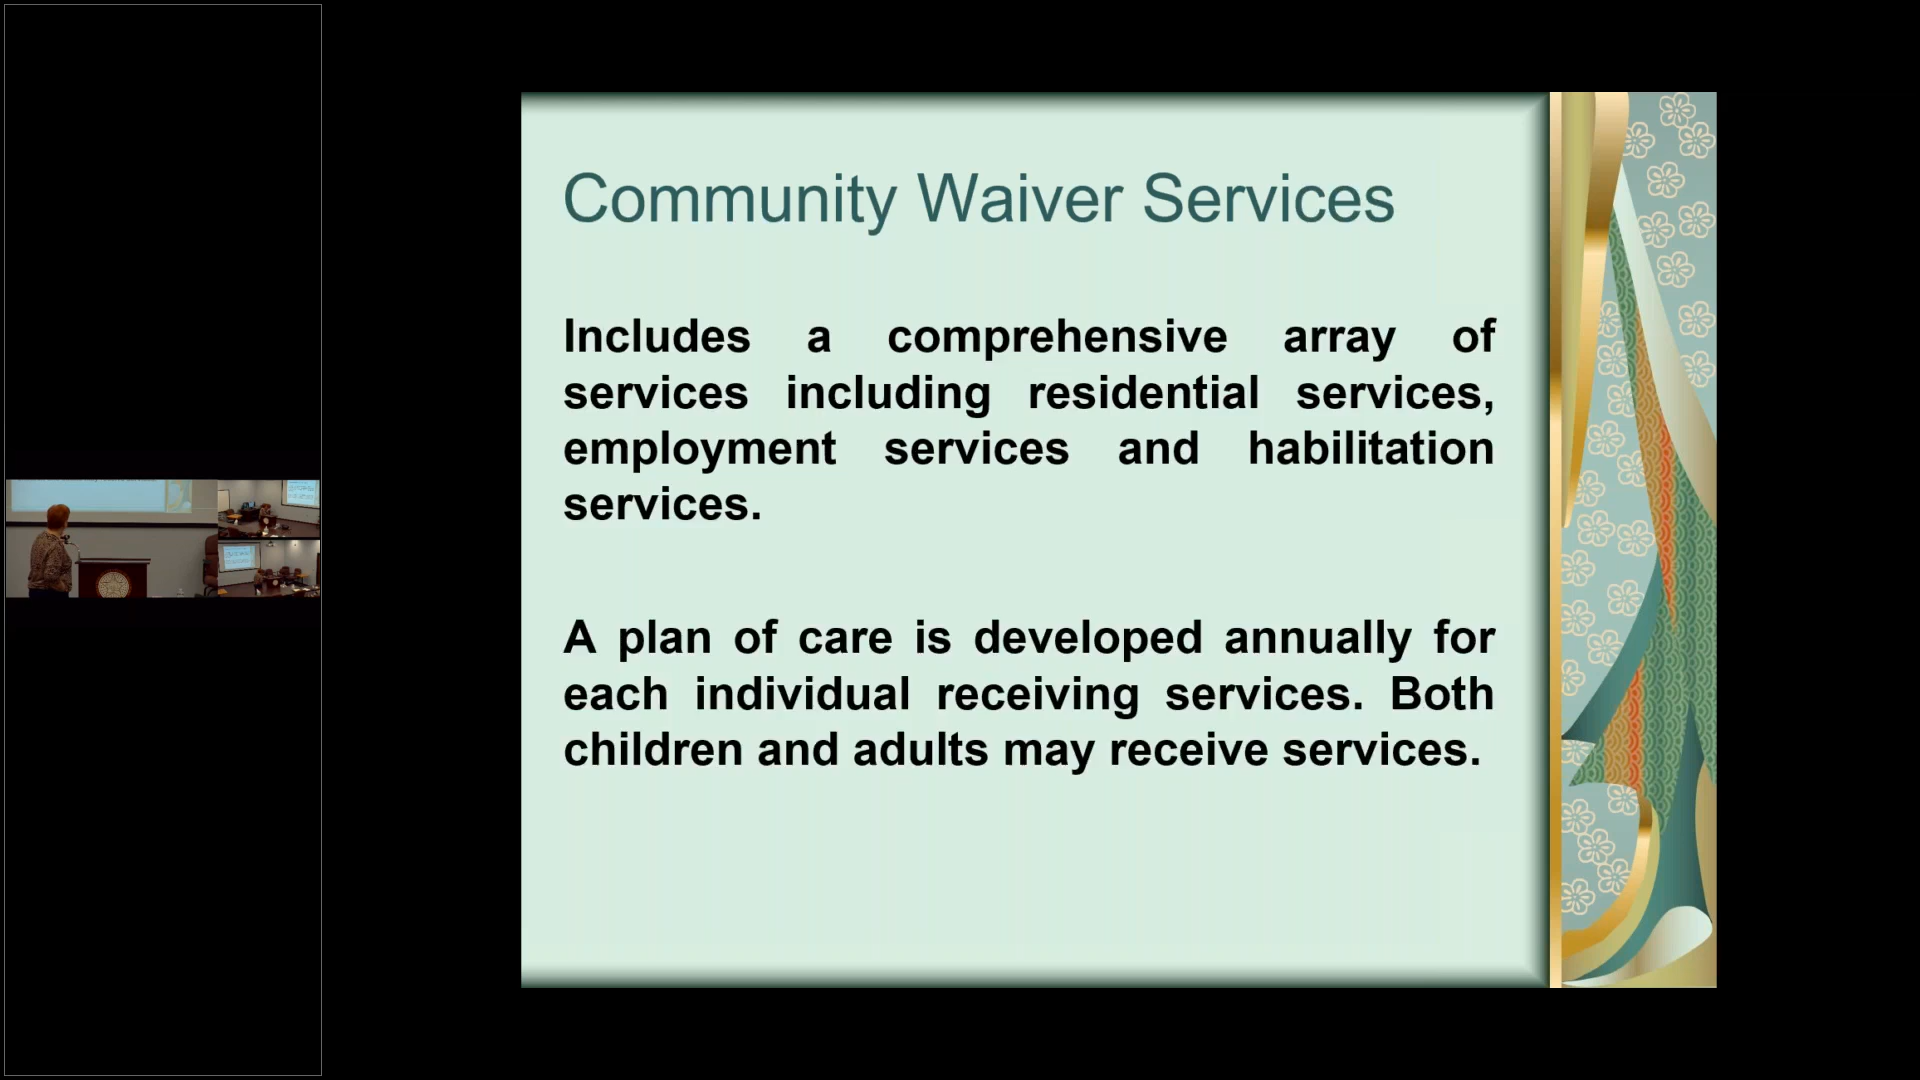 Community Waiver Services
Includes a comprehensive array of
services including residential services,
employment services and habilitation
services.
A plan of care is developed annually for
each individual receiving services. Both
children and adults may receive services.